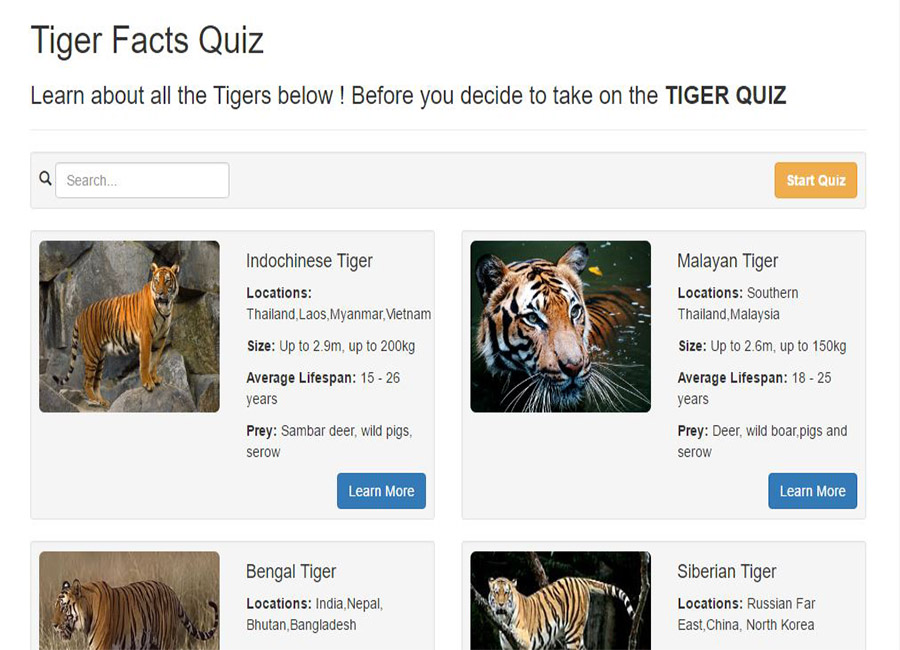 Tiger Facts Quiz
Learn about all the Tigers below ! Before you decide to take on the TIGER QUIZ
Search...
Start Quiz
Indochinese Tiger
Locations:
Thailand,Laos,Myanmar,Vietnam
Size: Up to 2.9m, up to 200kg
Average Lifespan: 15 - 26
years
Prey: Sambar deer, wild pigs,
serow
Learn More
Malayan Tiger
Locations: Southern
Thailand,Malaysia
Size: Up to 2.6m, up to 150kg
Average Lifespan: 18 - 25
years
Prey: Deer, wild boar,pigs and
serow
Learn More
Bengal Tiger
Locations: India,Nepal,
Bhutan,Bangladesh
Siberian Tiger
Locations: Russian Far
East,China, North Korea